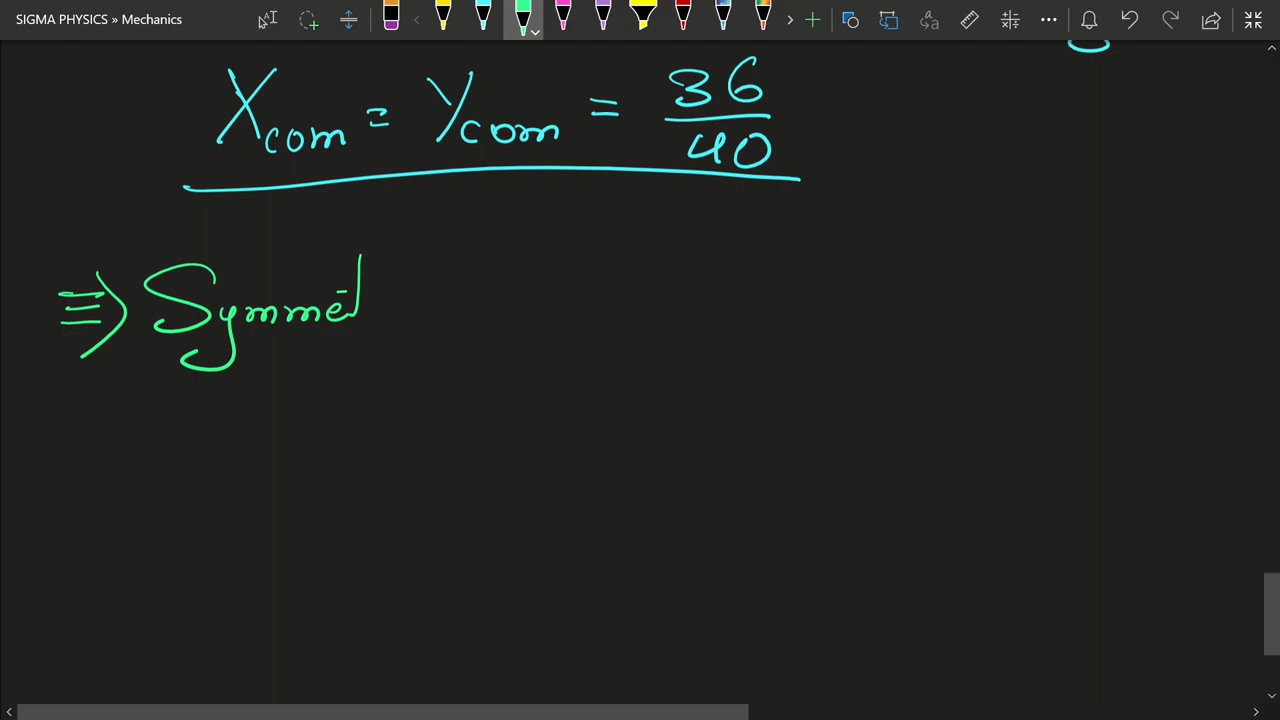 SIGMA PHYSICS » Mechanics
Xcom = Ycom = 36/40
⇒ Symmet